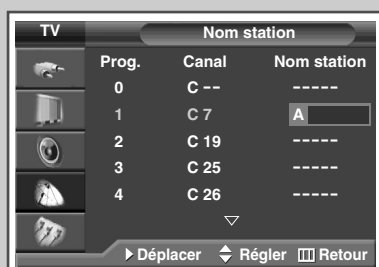 TV
Nom station
Prog. Canal Nom station
0 C -- -----
1 C 7 A
2 C 19 -----
3 C 25 -----
4 C 26 -----
Déplacer Régler Retour